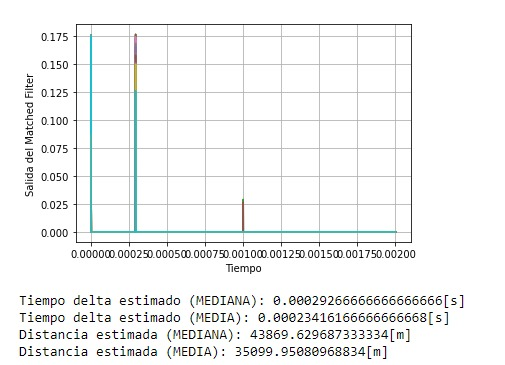 0.175
0.150
0.125
0.100
0.075
0.050
0.025
0.000
Salida del Matched Filter
0.00000 0.00025 0.00050 0.00075 0.00100 0.00125 0.00150 0.00175 0.00200
Tiempo
Tiempo delta estimado (MEDIANA): 0.00029266666666666666[s]
Tiempo delta estimado (MEDIA): 0.00023416166666666668[s]
Distancia estimada (MEDIANA): 43869.629687333334[m]
Distancia estimada (MEDIA): 35099.95080968834[m]